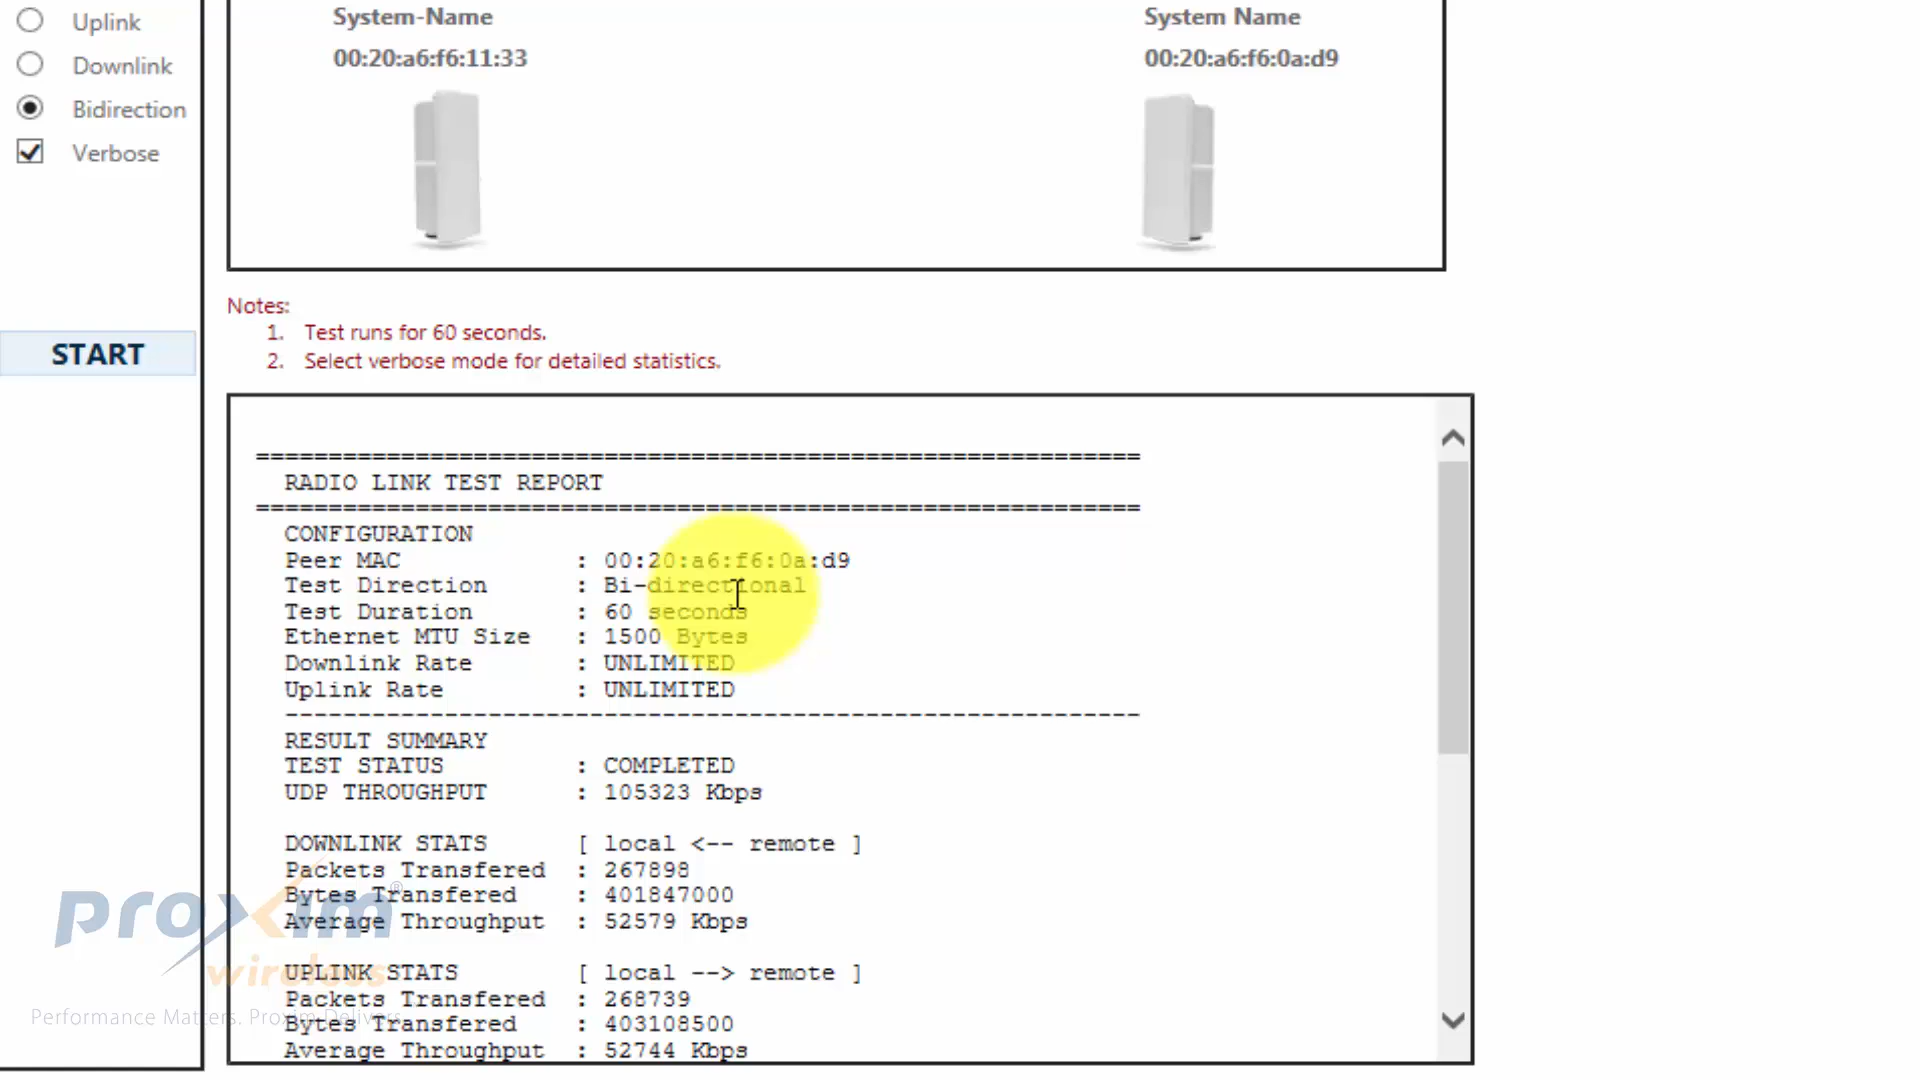 Uplink
Downlink
Bidirection
Verbose
START
System-Name
System Name
00:20:a6:f6:11:33
00:20:a6:f6:0a:d9
Notes:
1. Test runs for 60 seconds.
2. Select verbose mode for detailed statistics.
================================================================
RADIO LINK TEST REPORT
================================================================
CONFIGURATION
Peer MAC : 00:20:a6:f6:0a:d9
Test Direction : Bi-directional
Test Duration : 60 seconds
Ethernet MTU Size : 1500 Bytes
Downlink Rate : UNLIMITED
Uplink Rate : UNLIMITED
--------------------------------------------------------------
RESULT SUMMARY
TEST STATUS : COMPLETED
UDP THROUGHPUT : 105323 Kbps
DOWNLINK STATS [ local <-- remote ]
Packets Transfered : 267898
Bytes Transfered : 401847000
Average Throughput : 52579 Kbps
UPLINK STATS [ local --> remote ]
Packets Transfered : 268739
Bytes Transfered : 403108500
Average Throughput : 52744 Kbps
proxim®
wireless
Performance Matters. Proxim Delivers.